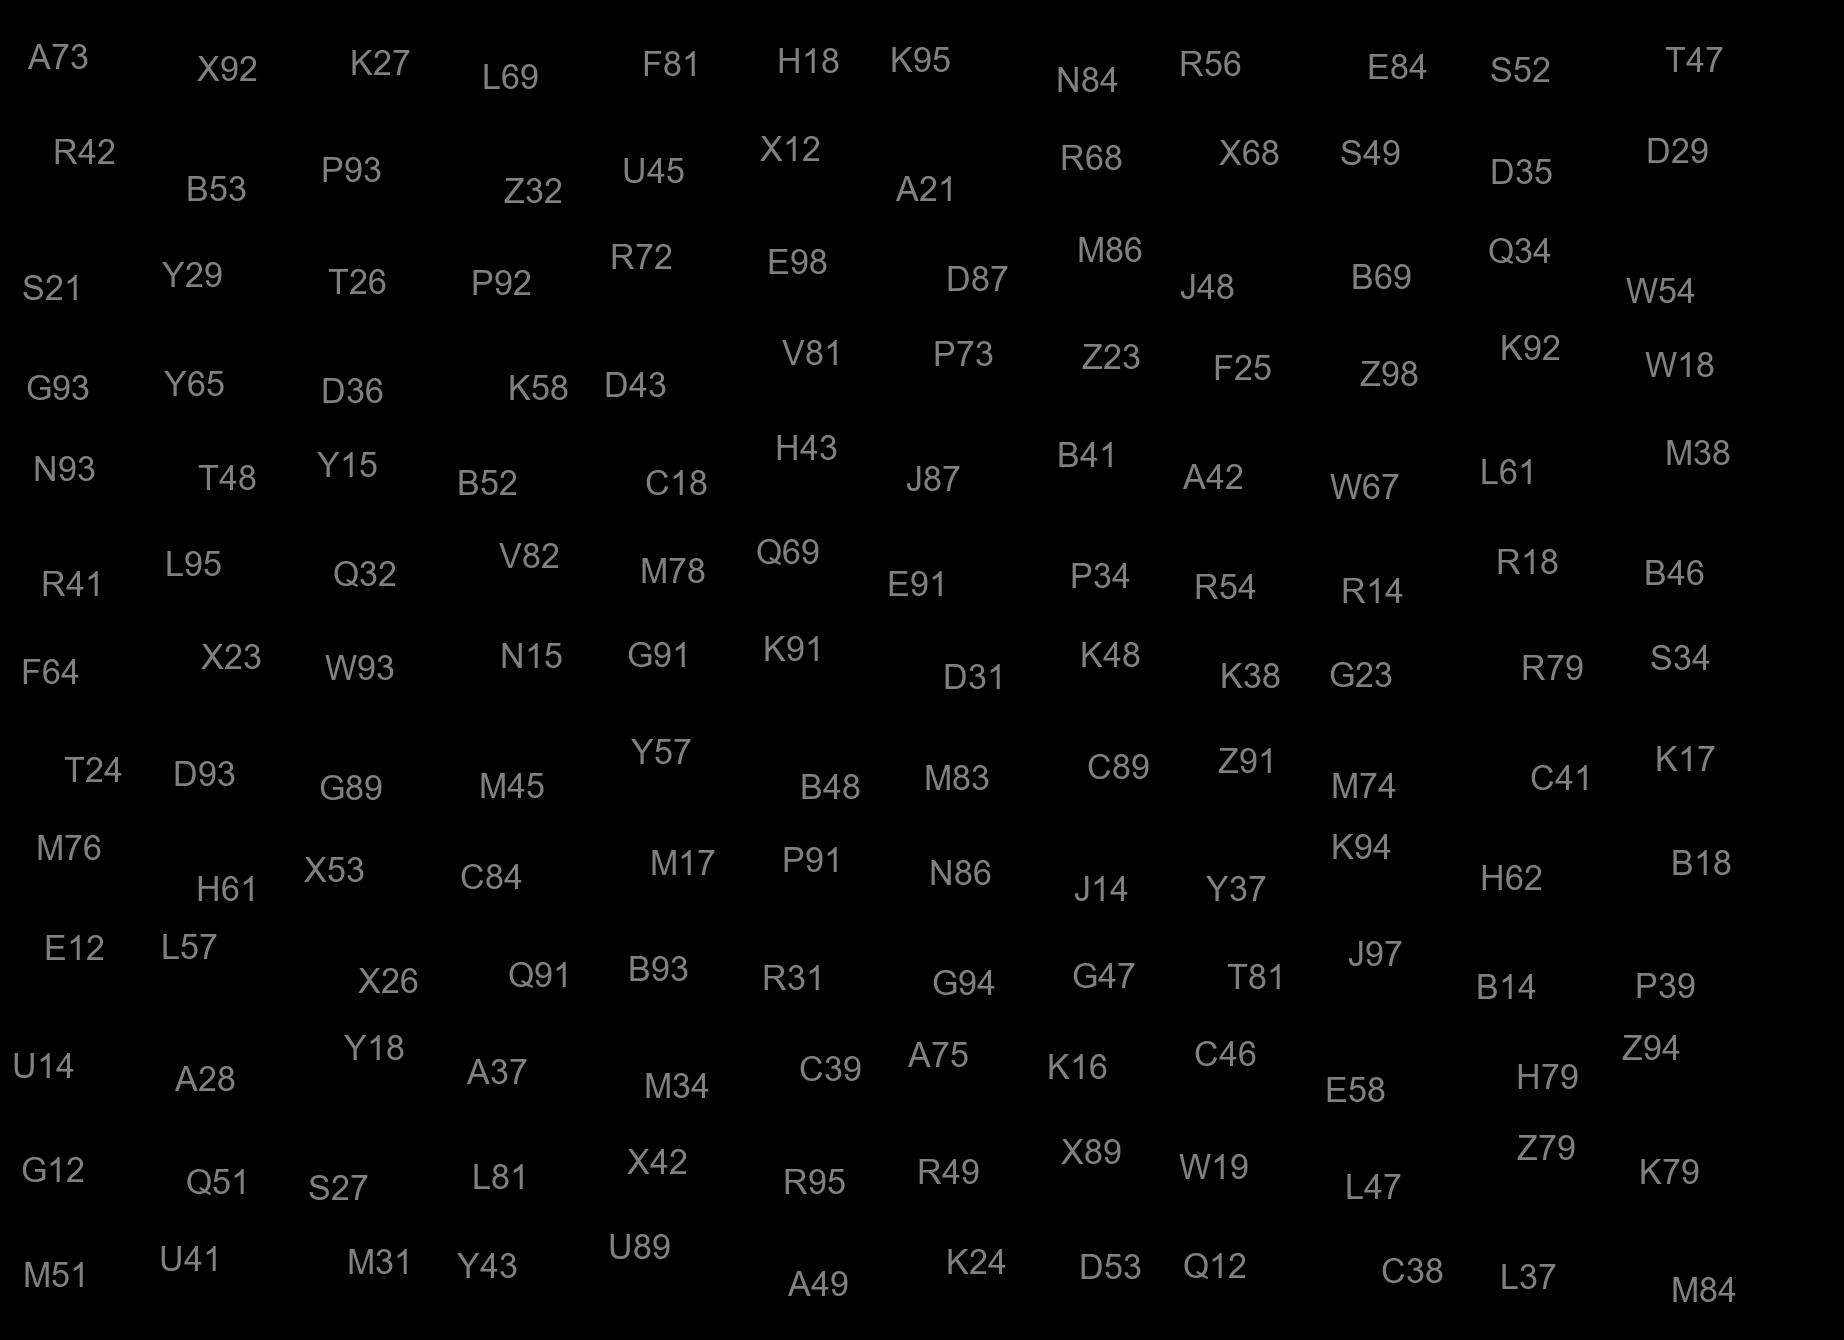 A73 X92 K27 L69 F81 H18 K95 N84 R56 E84 S52 T47
R42 B53 P93 Z32 U45 X12 A21 R68 X68 S49 D35 D29
S21 Y29 T26 P92 R72 E98 D87 M86 J48 B69 Q34 W54
G93 Y65 D36 K58 D43 V81 P73 Z23 F25 Z98 K92 W18
N93 T48 Y15 B52 C18 H43 J87 B41 A42 W67 L61 M38
R41 L95 Q32 V82 M78 Q69 E91 P34 R54 R14 R18 B46
F64 X23 W93 N15 G91 K91 D31 K48 K38 G23 R79 S34
T24 D93 G89 M45 Y57 B48 M83 C89 Z91 M74 C41 K17
M76 H61 X53 C84 M17 P91 N86 J14 Y37 K94 H62 B18
E12 L57 X26 Q91 B93 R31 G94 G47 T81 J97 B14 P39
U14 A28 Y18 A37 M34 C39 A75 K16 C46 E58 H79 Z94
G12 Q51 S27 L81 X42 R95 R49 X89 W19 L47 Z79 K79
M51 U41 M31 Y43 U89 A49 K24 D53 Q12 C38 L37 M84